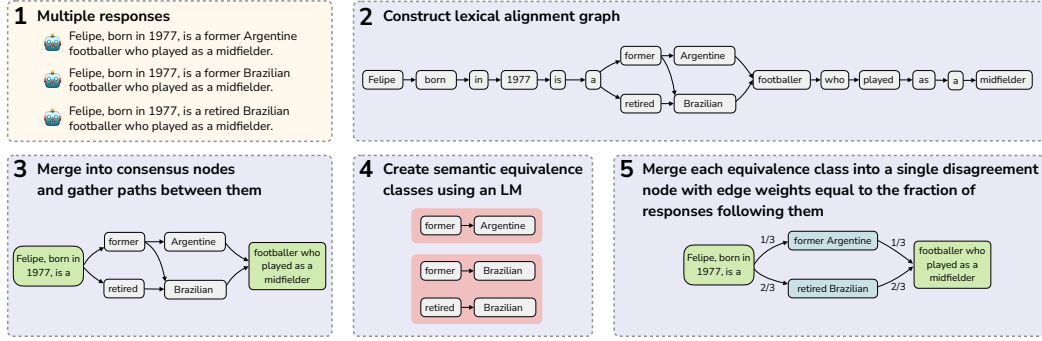 1 Multiple responses
Felipe, born in 1977, is a former Argentine
footballer who played as a midfielder.
Felipe, born in 1977, is a former Brazilian
footballer who played as a midfielder.
Felipe, born in 1977, is a retired Brazilian
footballer who played as a midfielder.
2 Construct lexical alignment graph
former Argentine
Felipe born in 1977 is a footballer who played as a midfielder
retired Brazilian
3 Merge into consensus nodes
and gather paths between them
former Argentine
Felipe, born in
1977, is a
footballer who
played as a
midfielder
retired Brazilian
4 Create semantic equivalence
classes using an LM
former Argentine
former Brazilian
retired Brazilian
5 Merge each equivalence class into a single disagreement
node with edge weights equal to the fraction of
responses following them
1/3 former Argentine 1/3
Felipe, born in
1977, is a
footballer who
played as a
midfielder
2/3 retired Brazilian 2/3